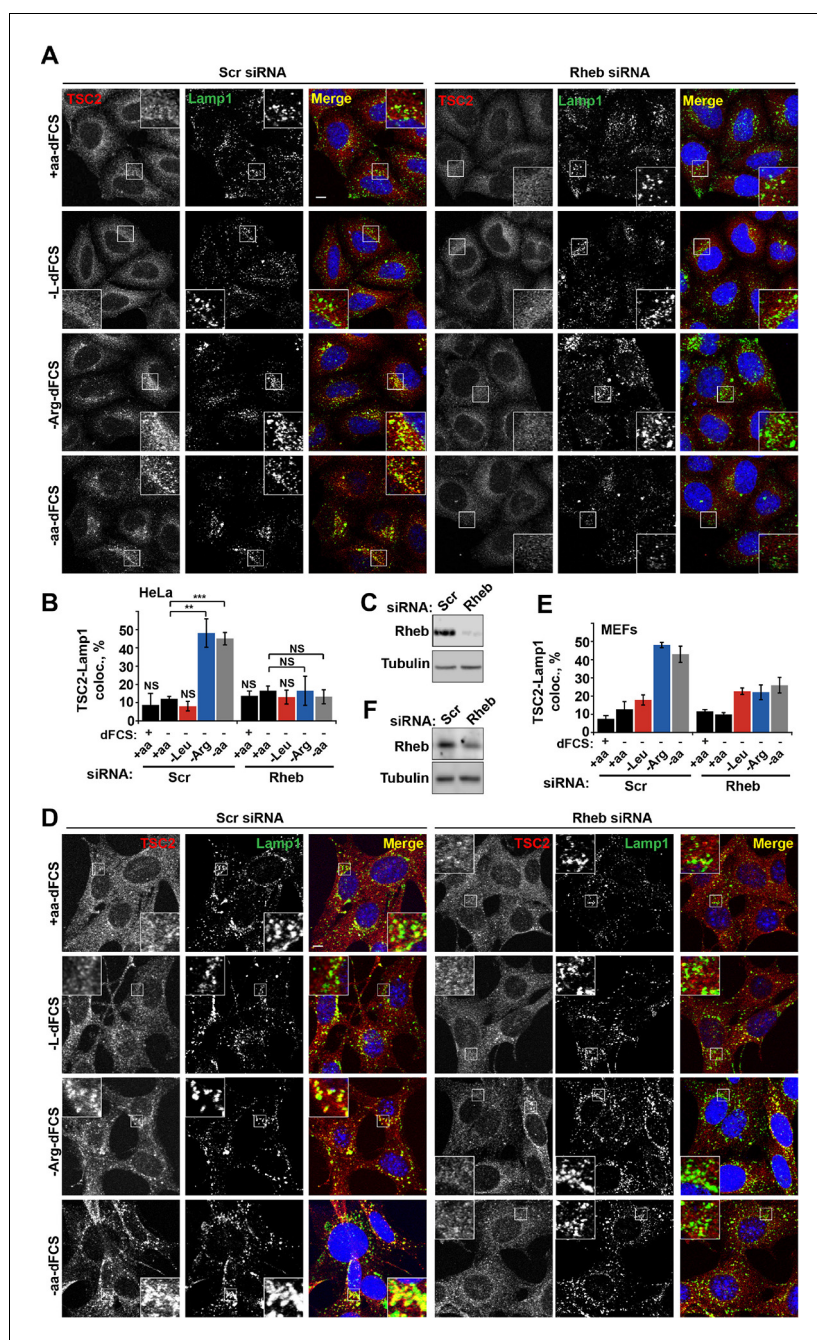 A
Scr siRNA
Rheb siRNA
TSC2
Lamp1
Merge
TSC2
Lamp1
Merge
+aa-dFCS
-L-dFCS
-Arg-dFCS
-aa-dFCS
B
HeLa
TSC2-Lamp1
coloc., %
50
40
30
20
10
0
***
**
NS
NS
NS
NS
NS
NS
dFCS:
+
-
-
-
-
+
-
-
-
-
+aa
+aa
-Leu
-Arg
-aa
+aa
+aa
-Leu
-Arg
-aa
siRNA:
Scr
Rheb
C
siRNA:
Scr
Rheb
Rheb
Tubulin
F
siRNA:
Scr
Rheb
Rheb
Tubulin
E
MEFs
TSC2-Lamp1
coloc., %
50
40
30
20
10
0
dFCS:
+
-
-
-
-
+
-
-
-
-
+aa
+aa
-Leu
-Arg
-aa
+aa
+aa
-Leu
-Arg
-aa
siRNA:
Scr
Rheb
D
Scr siRNA
Rheb siRNA
TSC2
Lamp1
Merge
TSC2
Lamp1
Merge
+aa-dFCS
-L-dFCS
-Arg-dFCS
-aa-dFCS